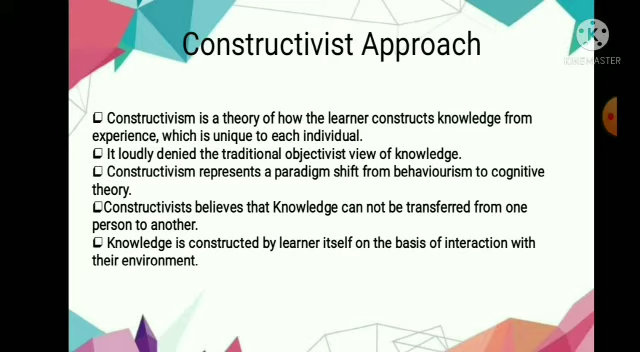 Constructivist Approach
K
KINEMASTER
❑ Constructivism is a theory of how the learner constructs knowledge from
experience, which is unique to each individual.
❑ It loudly denied the traditional objectivist view of knowledge.
❑ Constructivism represents a paradigm shift from behaviourism to cognitive
theory.
❑Constructivists believes that Knowledge can not be transferred from one
person to another.
❑ Knowledge is constructed by learner itself on the basis of interaction with
their environment.